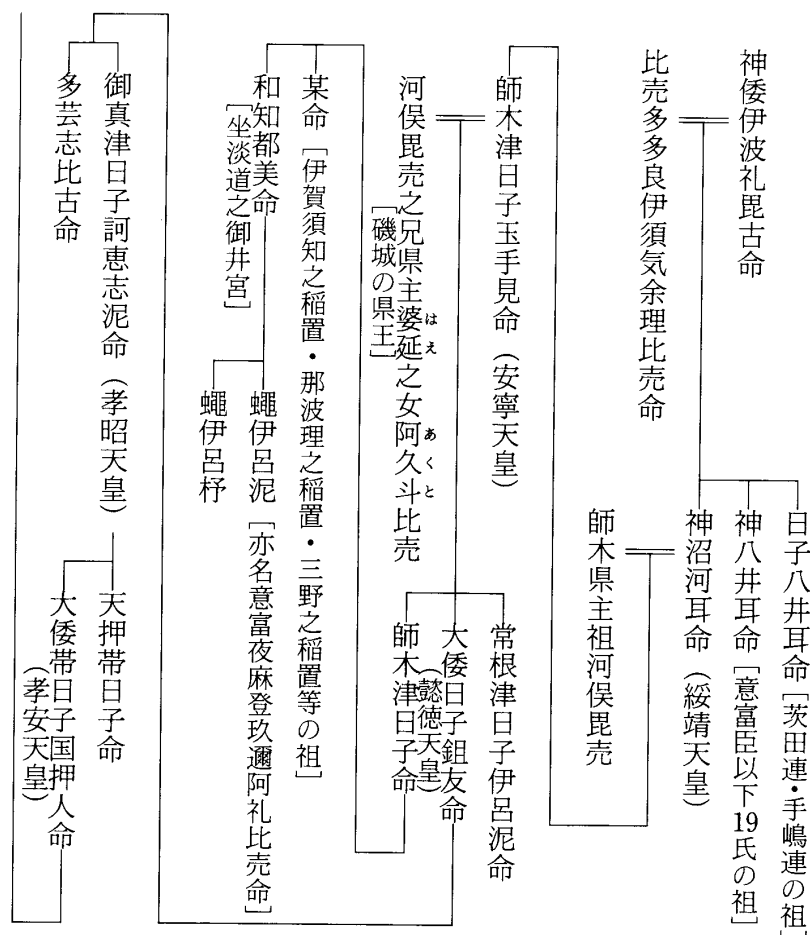 神倭伊波礼毘古命
比売多多良伊須気余理比売命
日子八井耳命［茨田連・手嶋連の祖］
神八井耳命［意富臣以下19氏の祖］
神沼河耳命（綏靖天皇）
師木県主祖河俣毘売
師木津日子玉手見命（安寧天皇）
河俣毘売之兄県主婆延之女阿久斗比売
はえ
あくと
［磯城の県王］
常根津日子伊呂泥命
大倭日子鉏友命
（懿徳天皇）
師木津日子命
某命［伊賀須知之稲置・那波理之稲置・三野之稲置等の祖］
和知都美命
［坐淡道之御井宮］
蠅伊呂泥［亦名意富夜麻登玖邇阿礼比売命］
蠅伊呂杼
御真津日子訶恵志泥命（孝昭天皇）
多芸志比古命
天押帯日子命
大倭帯日子国押人命
（孝安天皇）